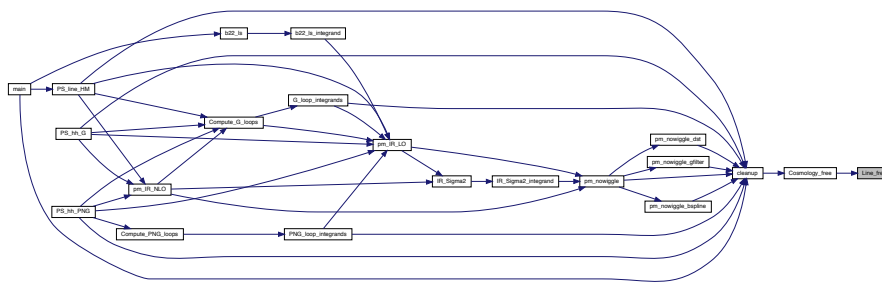 b22_ls
b22_ls_integrand
main
PS_line_HM
G_loop_integrands
Compute_G_loops
PS_hh_G
pm_IR_LO
pm_nowiggle_dst
pm_nowiggle_gfilter
cleanup
Cosmology_free
Line_free
pm_IR_NLO
IR_Sigma2
IR_Sigma2_integrand
pm_nowiggle
PS_hh_PNG
pm_nowiggle_bspline
Compute_PNG_loops
PNG_loop_integrands